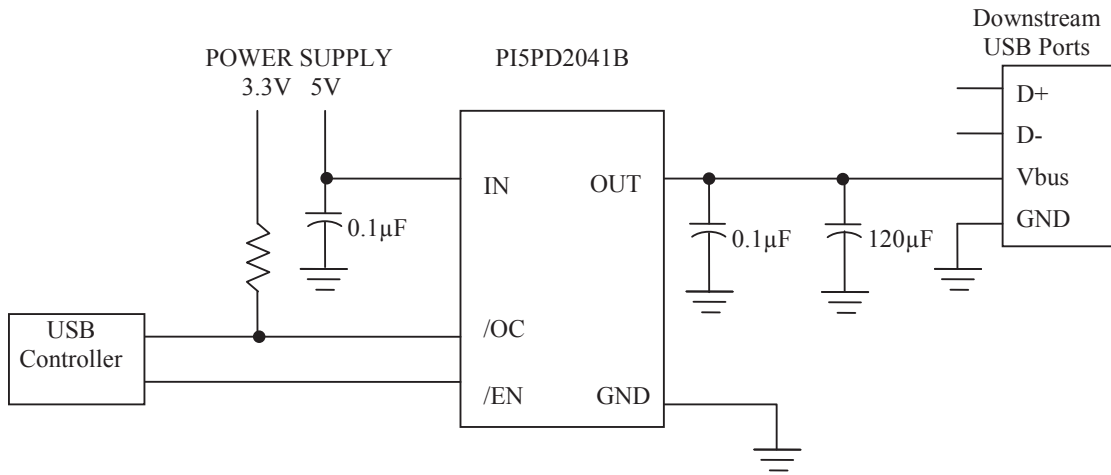 Downstream
USB Ports
POWER SUPPLY
3.3V 5V
PI5PD2041B
D+
D-
Vbus
GND
IN
OUT
0.1µF
0.1µF
120µF
USB
Controller
/OC
/EN
GND